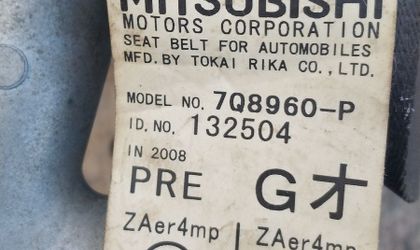 MITSUBISHI
MOTORS CORPORATION
SEAT BELT FOR AUTOMOBILES
MFD. BY TOKAI RIKA CO., LTD.
MODEL NO. 7Q8960-P
ID. NO. 132504
IN 2008
PRE Gオ
ZAer4mp ZAer4mp